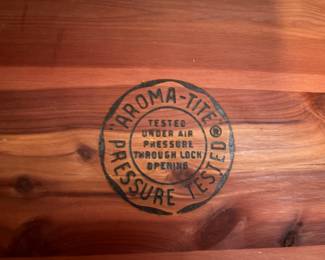 "AROMA-TITE"®
TESTED
UNDER AIR
PRESSURE
THROUGH LOCK
OPENING
PRESSURE TESTED